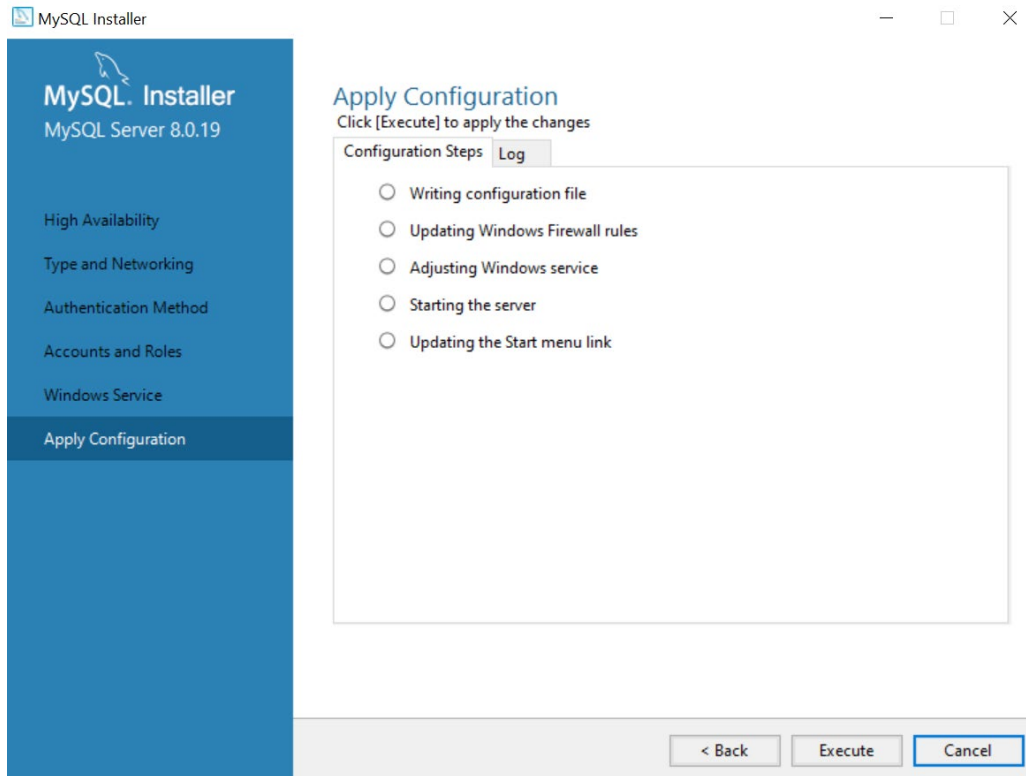 MySQL Installer
MySQL. Installer
MySQL Server 8.0.19
High Availability
Type and Networking
Authentication Method
Accounts and Roles
Windows Service
Apply Configuration
Apply Configuration
Click [Execute] to apply the changes
Configuration Steps Log
Writing configuration file
Updating Windows Firewall rules
Adjusting Windows service
Starting the server
Updating the Start menu link
< Back Execute Cancel